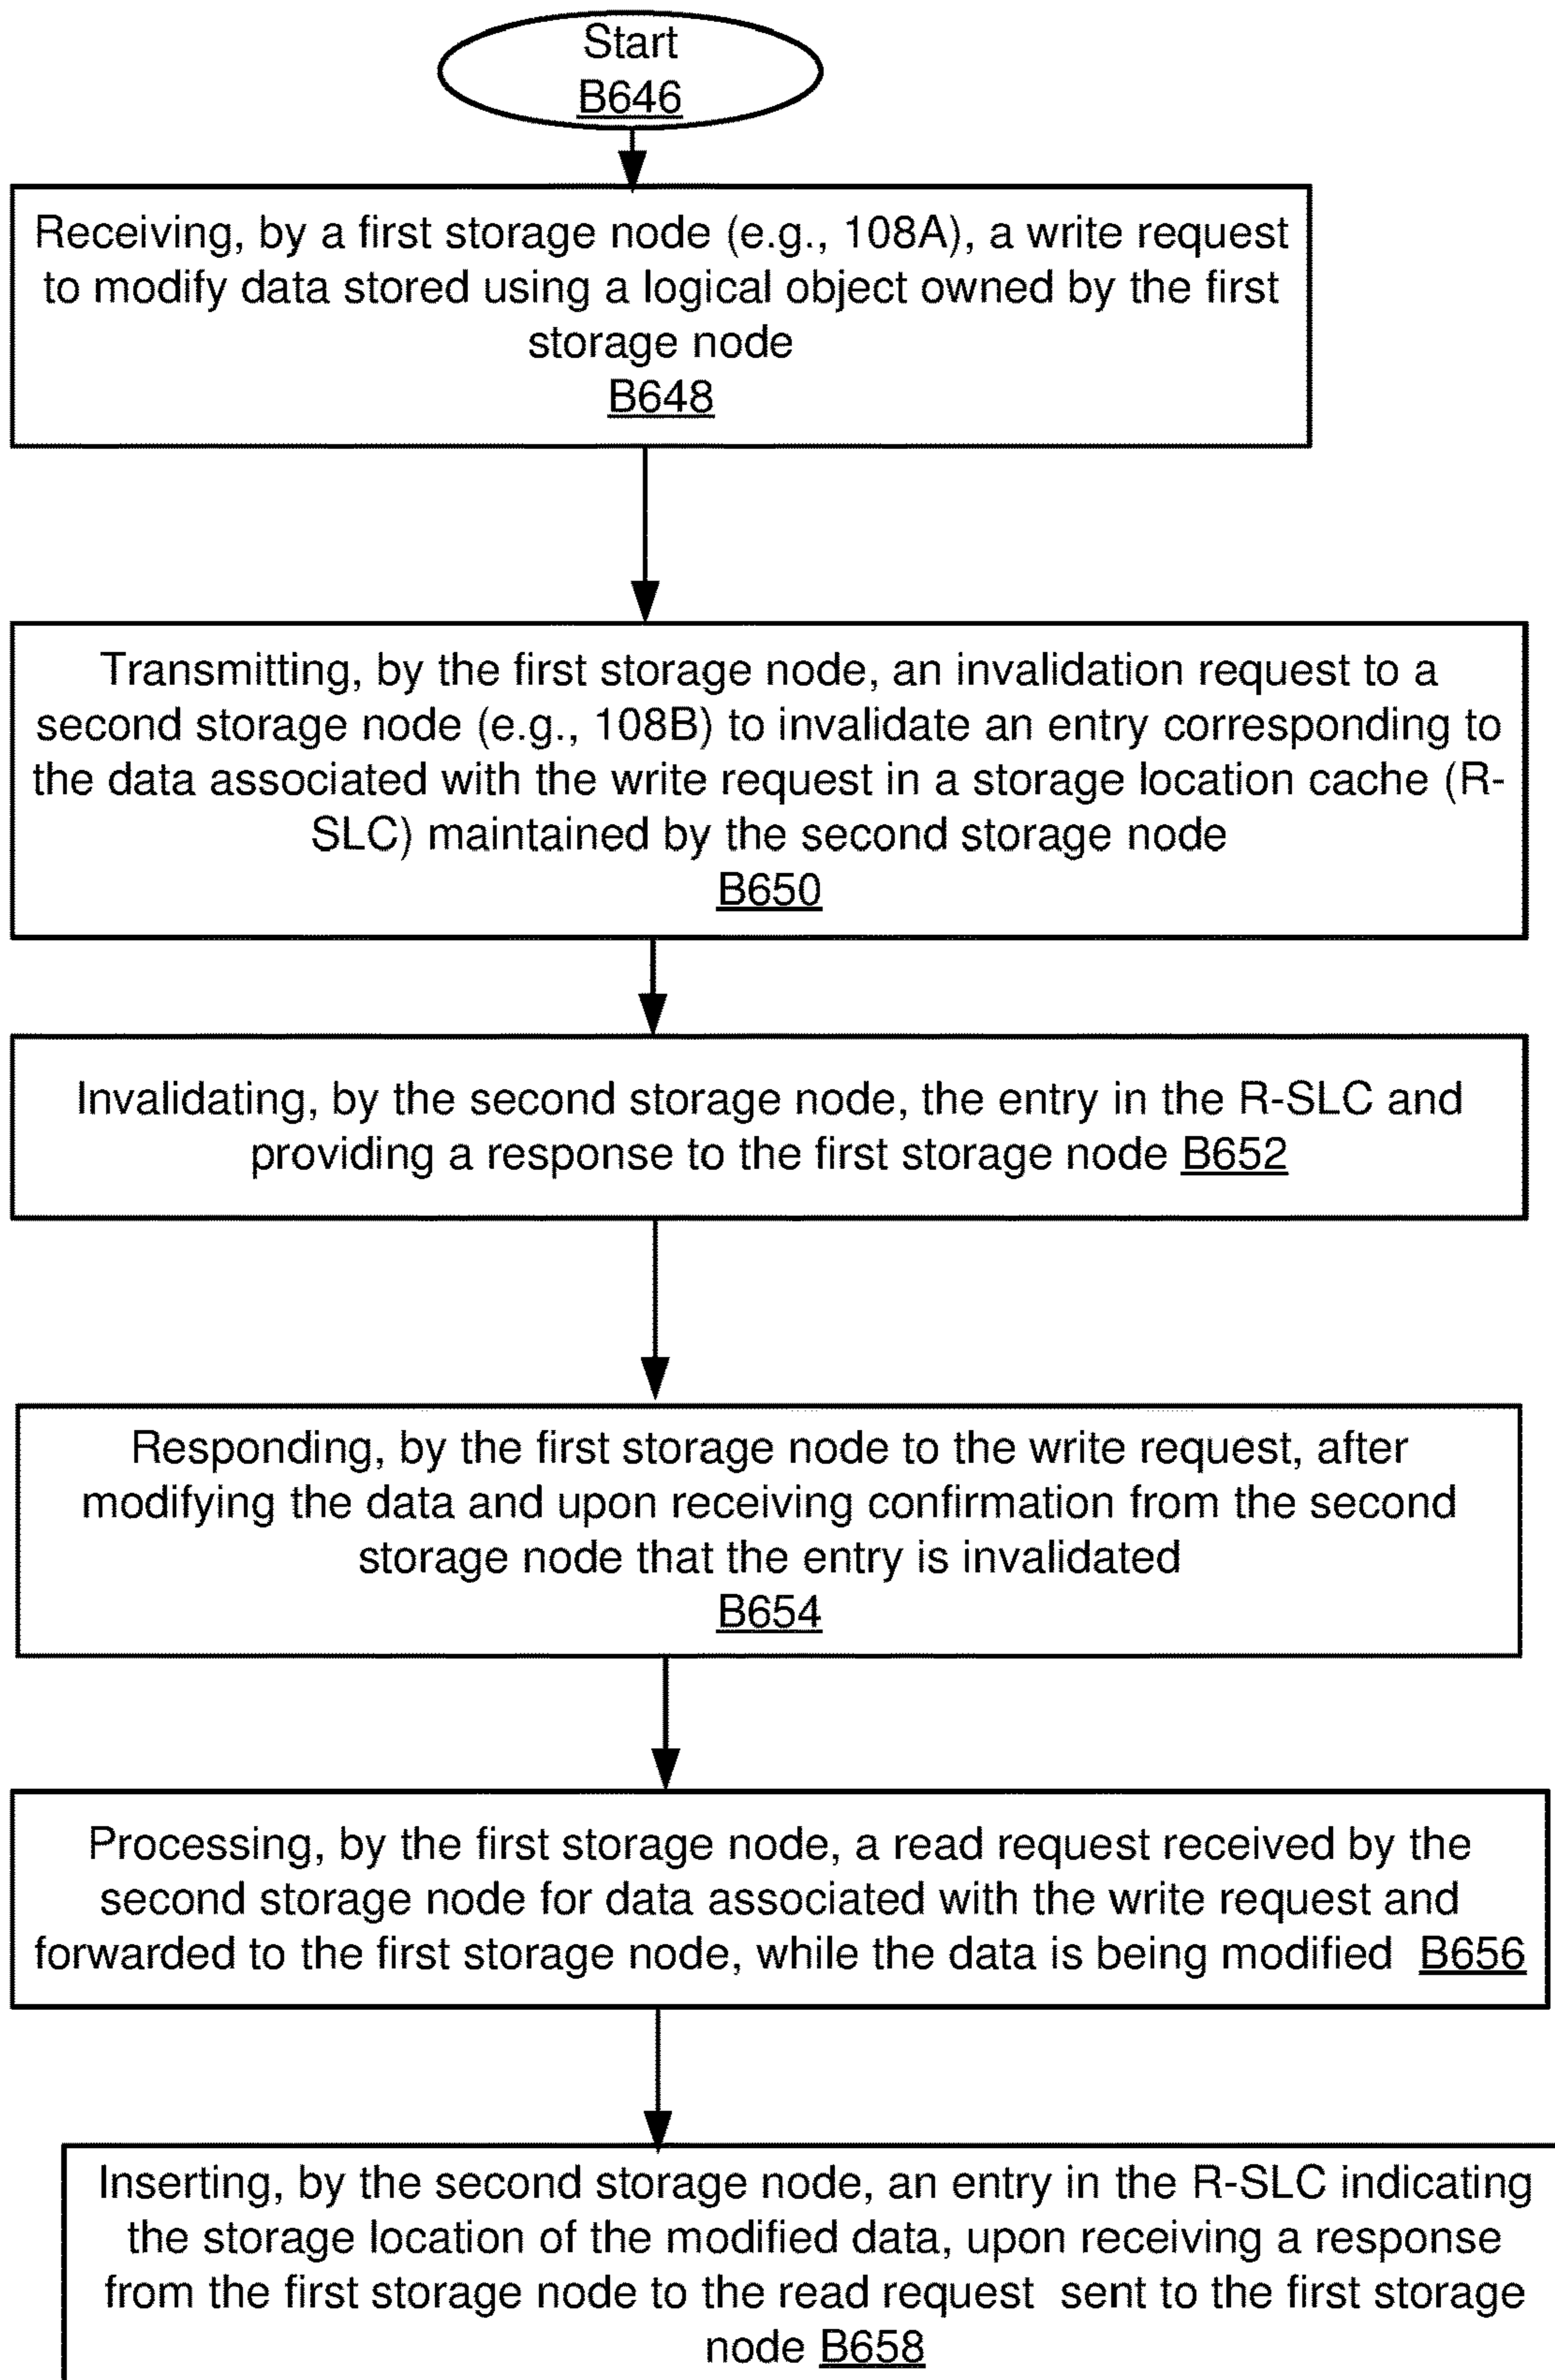 Start
B646
Receiving, by a first storage node (e.g., 108A), a write request
to modify data stored using a logical object owned by the first
storage node
B648
Transmitting, by the first storage node, an invalidation request to a
second storage node (e.g., 108B) to invalidate an entry corresponding to
the data associated with the write request in a storage location cache (R-
SLC) maintained by the second storage node
B650
Invalidating, by the second storage node, the entry in the R-SLC and
providing a response to the first storage node B652
Responding, by the first storage node to the write request, after
modifying the data and upon receiving confirmation from the second
storage node that the entry is invalidated
B654
Processing, by the first storage node, a read request received by the
second storage node for data associated with the write request and
forwarded to the first storage node, while the data is being modified B656
Inserting, by the second storage node, an entry in the R-SLC indicating
the storage location of the modified data, upon receiving a response
from the first storage node to the read request sent to the first storage
node B658